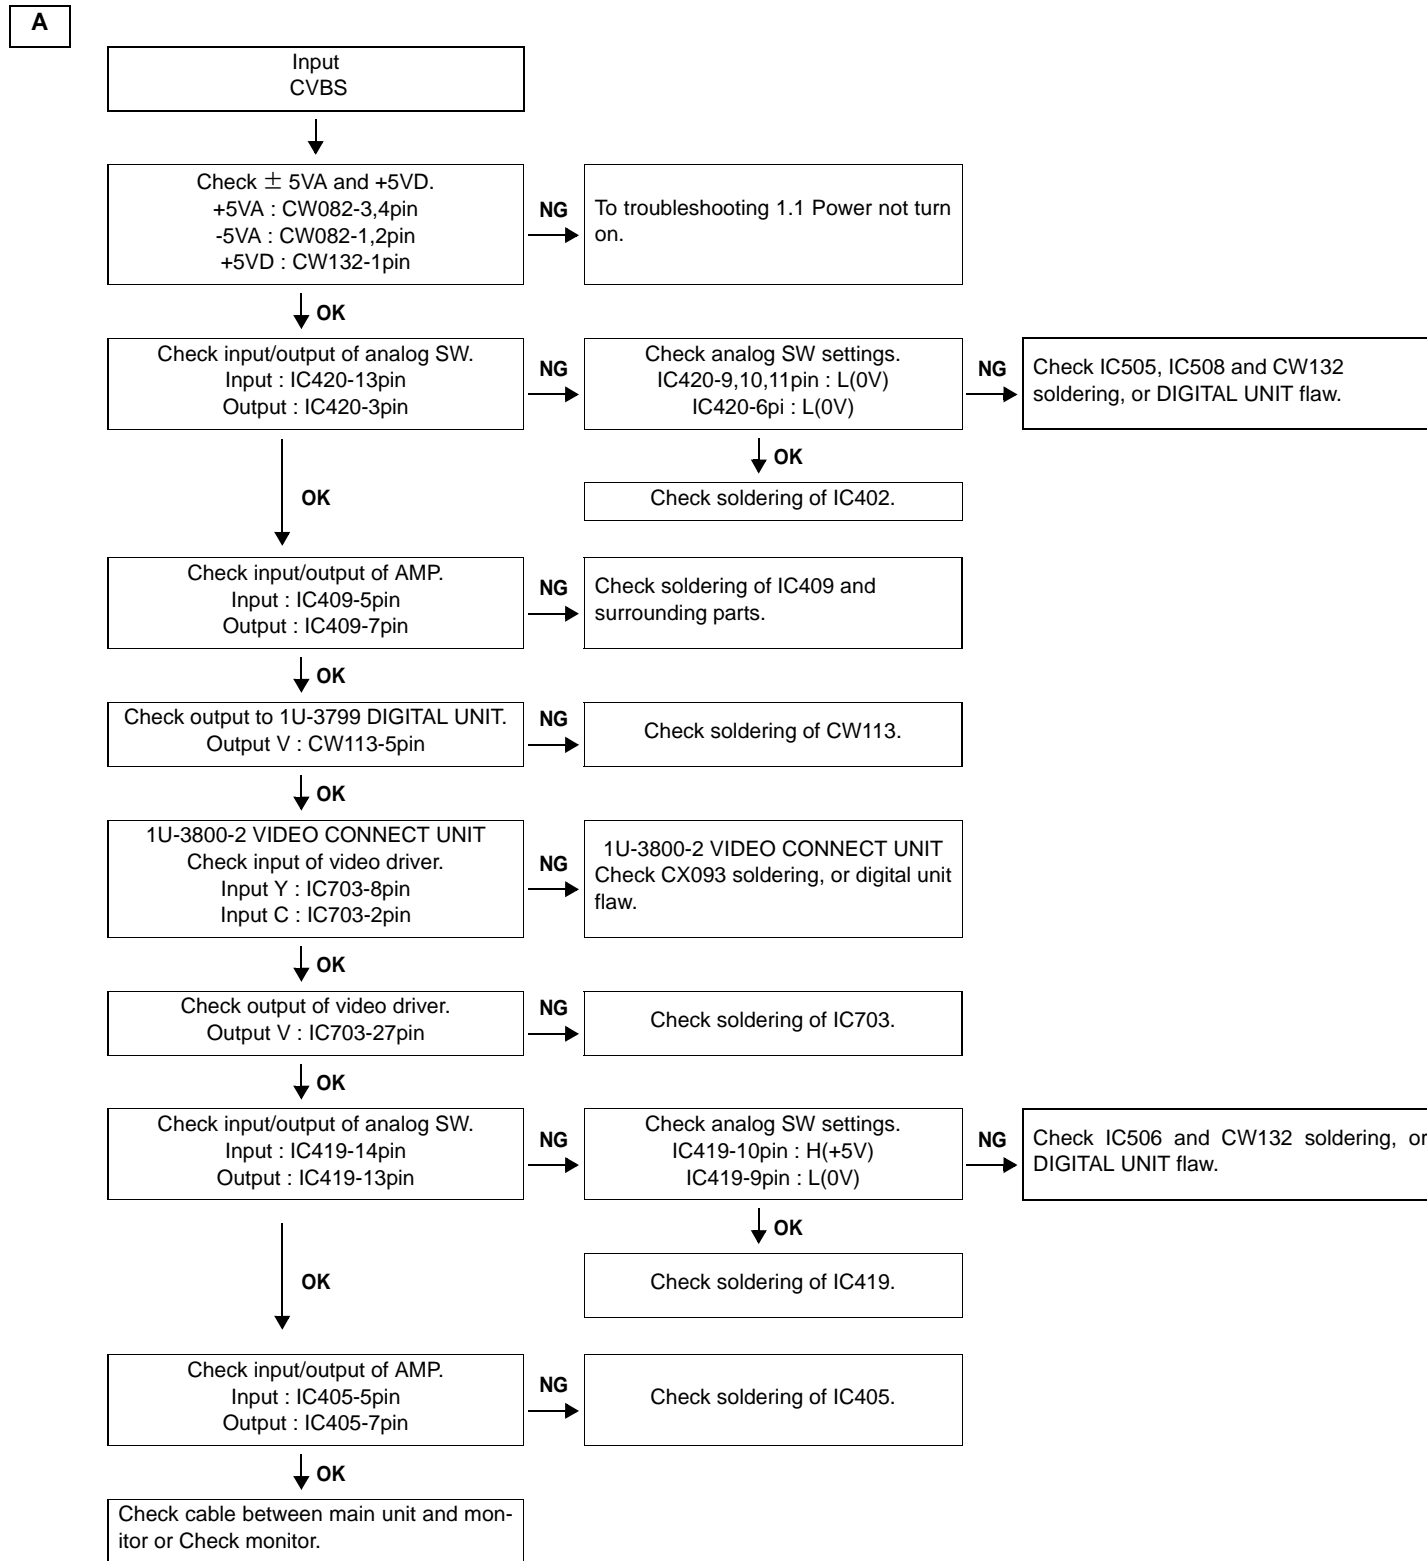 A
Input
CVBS
Check ± 5VA and +5VD.
+5VA : CW082-3,4pin
-5VA : CW082-1,2pin
+5VD : CW132-1pin
NG
To troubleshooting 1.1 Power not turn
on.
OK
Check input/output of analog SW.
Input : IC420-13pin
Output : IC420-3pin
NG
Check analog SW settings.
IC420-9,10,11pin : L(0V)
IC420-6pi : L(0V)
NG
Check IC505, IC508 and CW132
soldering, or DIGITAL UNIT flaw.
OK
Check soldering of IC402.
OK
Check input/output of AMP.
Input : IC409-5pin
Output : IC409-7pin
NG
Check soldering of IC409 and
surrounding parts.
OK
Check output to 1U-3799 DIGITAL UNIT.
Output V : CW113-5pin
NG
Check soldering of CW113.
OK
1U-3800-2 VIDEO CONNECT UNIT
Check input of video driver.
Input Y : IC703-8pin
Input C : IC703-2pin
NG
1U-3800-2 VIDEO CONNECT UNIT
Check CX093 soldering, or digital unit
flaw.
OK
Check output of video driver.
Output V : IC703-27pin
NG
Check soldering of IC703.
OK
Check input/output of analog SW.
Input : IC419-14pin
Output : IC419-13pin
NG
Check analog SW settings.
IC419-10pin : H(+5V)
IC419-9pin : L(0V)
NG
Check IC506 and CW132 soldering, or
DIGITAL UNIT flaw.
OK
Check soldering of IC419.
OK
Check input/output of AMP.
Input : IC405-5pin
Output : IC405-7pin
NG
Check soldering of IC405.
OK
Check cable between main unit and mon-
itor or Check monitor.